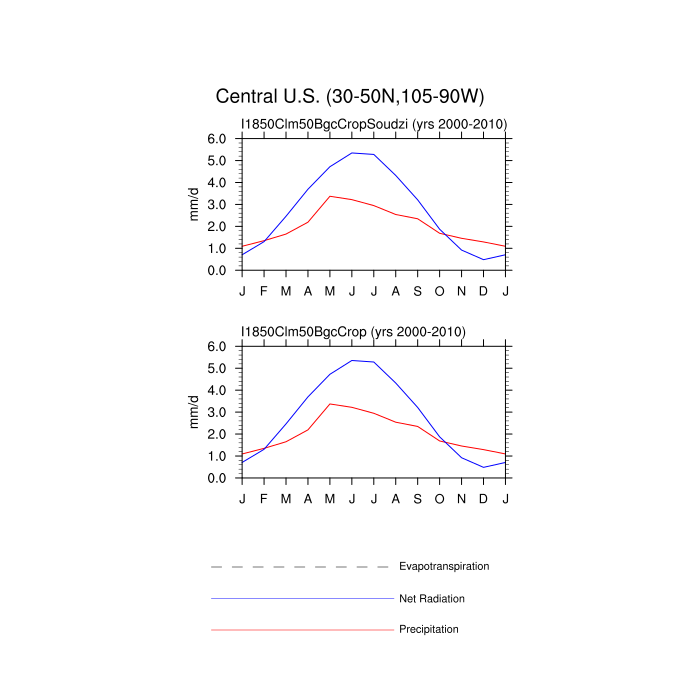 Central U.S. (30-50N,105-90W)
I1850Clm50BgcCropSoudzi (yrs 2000-2010)
6.0
5.0
4.0
3.0
2.0
1.0
0.0
mm/d
J F M A M J J A S O N D J
I1850Clm50BgcCrop (yrs 2000-2010)
6.0
5.0
4.0
3.0
2.0
1.0
0.0
mm/d
J F M A M J J A S O N D J
Evapotranspiration
Net Radiation
Precipitation